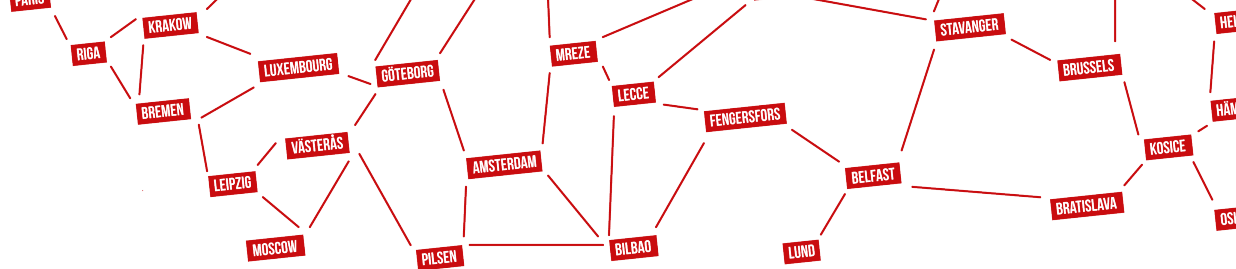 PARIS
KRAKOW
RIGA
LUXEMBOURG
GÖTEBORG
MREZE
STAVANGER
BRUSSELS
LECCE
BREMEN
FENGERSFORS
VÄSTERÅS
AMSTERDAM
KOSICE
LEIPZIG
BELFAST
BRATISLAVA
MOSCOW
PILSEN
BILBAO
LUND